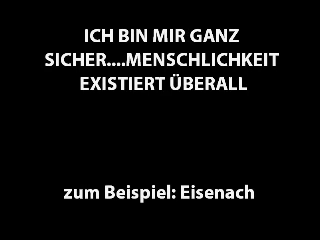 ICH BIN MIR GANZ
SICHER....MENSCHLICHKEIT
EXISTIERT ÜBERALL
zum Beispiel: Eisenach